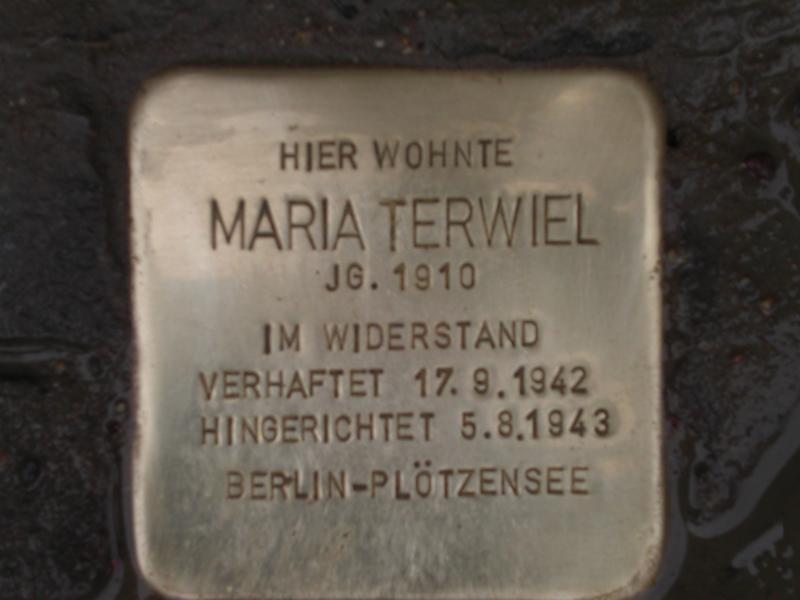 HIER WOHNTE
MARIA TERWIEL
JG. 1910
IM WIDERSTAND
VERHAFTET 17.9.1942
HINGERICHTET 5.8.1943
BERLIN-PLÖTZENSEE